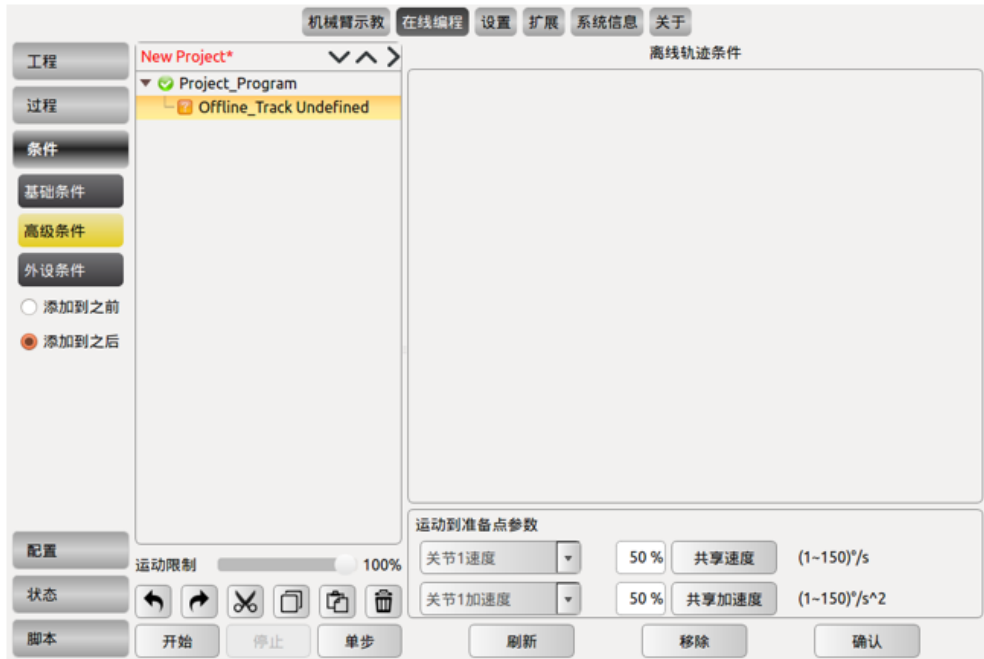 机械臂示教 在线编程 设置 扩展 系统信息 关于
工程
过程
条件
基础条件
高级条件
外设条件
添加到之前
添加到之后
配置
状态
脚本
New Project*
Project_Program
Offline_Track Undefined
运动限制 100%
开始 停止 单步
离线轨迹条件
运动到准备点参数
关节1速度 50 % 共享速度 (1~150)°/s
关节1加速度 50 % 共享加速度 (1~150)°/s^2
刷新 移除 确认